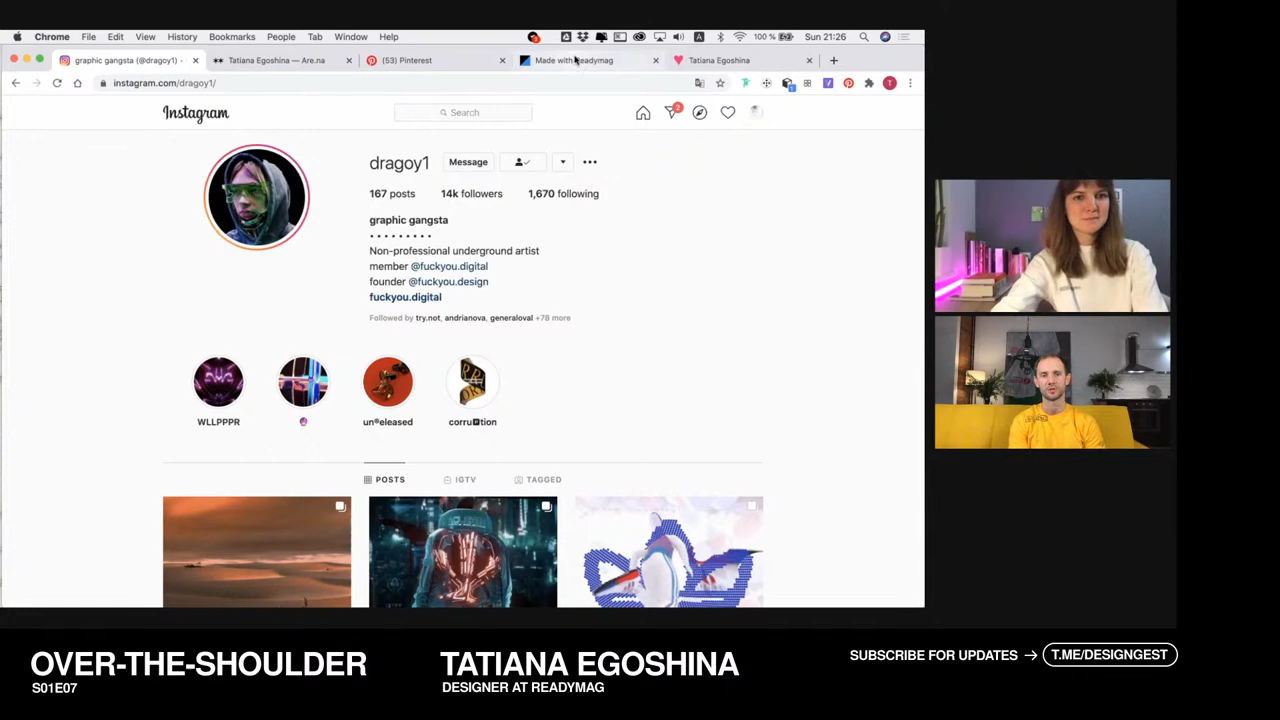 Chrome File Edit View History Bookmarks People Tab Window Help 100 % Sun 21:26
graphic gangsta (@dragoy1) · Tatiana Egoshina — Are.na (53) Pinterest Made with Readymag Tatiana Egoshina
instagram.com/dragoy1/
Instagram Search 2
dragoy1 Message
167 posts 14k followers 1,670 following
graphic gangsta
• • • • • • • • •
Non-professional underground artist
member @fuckyou.digital
founder @fuckyou.design
fuckyou.digital
Followed by try.not, andrianova, generaloval +78 more
WLLPPPR un®eleased corru🅿tion
POSTS IGTV TAGGED
OVER-THE-SHOULDER
S01E07
TATIANA EGOSHINA
DESIGNER AT READYMAG
SUBSCRIBE FOR UPDATES → T.ME/DESIGNGEST